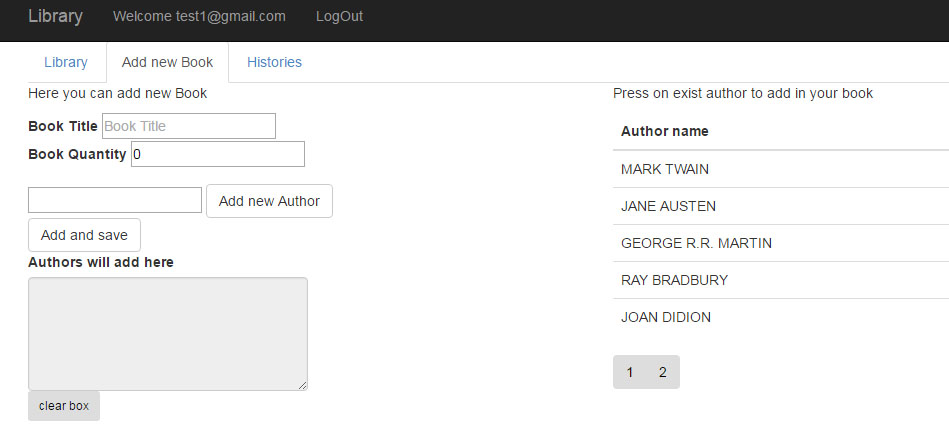 Library Welcome test1@gmail.com LogOut
Library Add new Book Histories
Here you can add new Book
Book Title Book Title
Book Quantity 0
Add new Author
Add and save
Authors will add here
clear box
Press on exist author to add in your book
Author name
MARK TWAIN
JANE AUSTEN
GEORGE R.R. MARTIN
RAY BRADBURY
JOAN DIDION
1 2